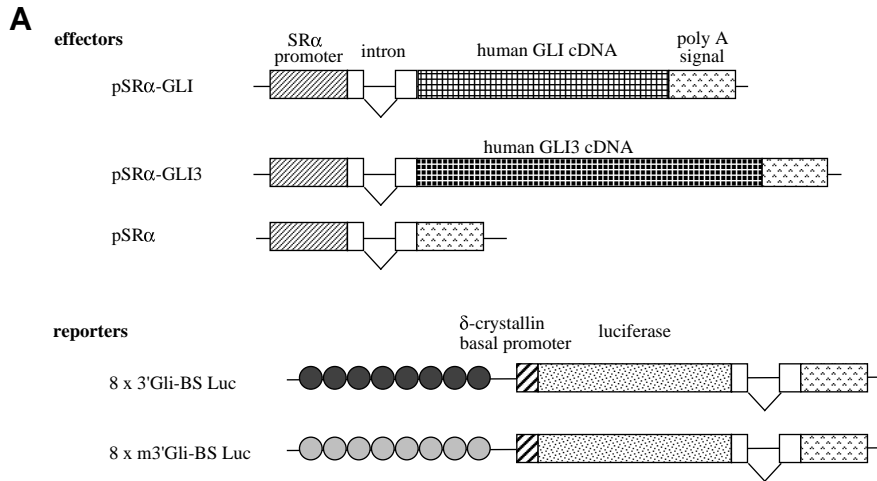 A
effectors
SRα promoter
intron
human GLI cDNA
poly A signal
pSRα-GLI
human GLI3 cDNA
pSRα-GLI3
pSRα
reporters
δ-crystallin basal promoter
luciferase
8 x 3'Gli-BS Luc
8 x m3'Gli-BS Luc